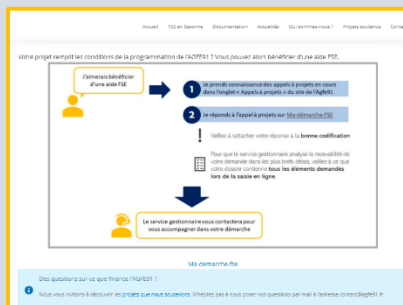 Accueil FSE en Essonne Documentation Actualités Qui sommes-nous ? Projets soutenus
Votre projet remplit les conditions de la programmation de l'AGFE91 ? Vous pouvez alors bénéficier d'une aide FSE.
J'aimerais bénéficier
d'une aide FSE
1 Je prends connaissance des appels à projets en cours
dans l'onglet « Appels à projets » du site de l'Agfe91
2 Je réponds à l'appel à projets sur Ma-démarche-FSE
! Veillez à rattacher votre réponse à la bonne codification
Pour que le service gestionnaire analyse la recevabilité de
votre demande dans les plus brefs délais, veillez à ce que
votre dossier contienne tous les éléments demandés
lors de la saisie en ligne.
Le service gestionnaire vous contactera pour
vous accompagner dans votre démarche
Ma démarche fse
Des questions sur ce que finance l'AGFE91 ?
Nous vous invitons à découvrir les projets que nous soutenons. N'hésitez pas à nous poser vos questions par mail à l'adresse contact@agfe91.fr.